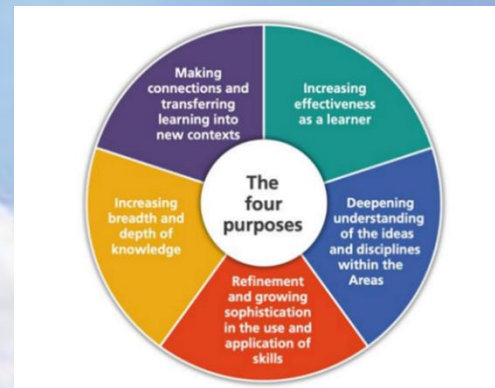 Making
connections and
transferring
learning into
new contexts
Increasing
effectiveness
as a learner
The
four
purposes
Increasing
breadth and
depth of
knowledge
Deepening
understanding
of the ideas
and disciplines
within the
Areas
Refinement
and growing
sophistication
in the use and
application of
skills